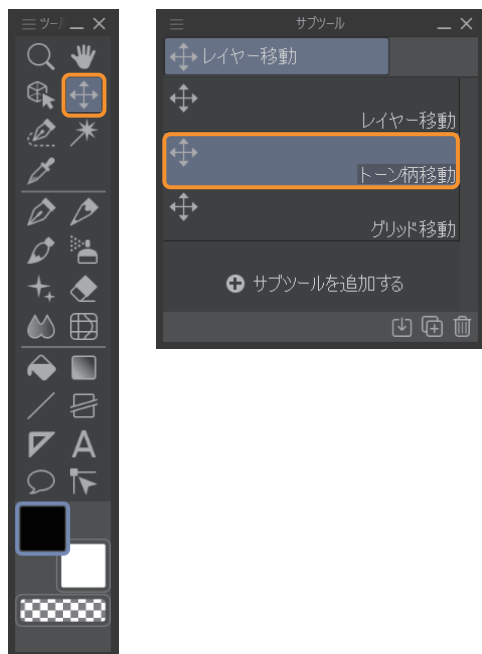 ツール
サブツール
レイヤー移動
レイヤー移動
トーン柄移動
グリッド移動
サブツールを追加する
A